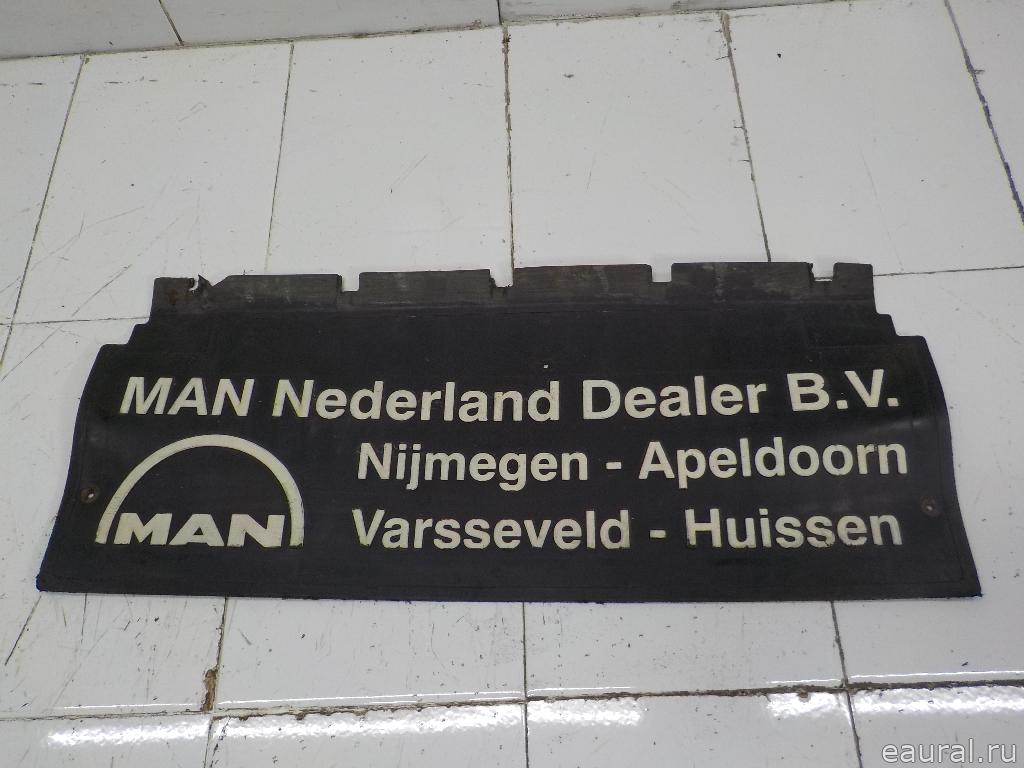 MAN Nederland Dealer B.V.
Nijmegen - Apeldoorn
MAN
Varsseveld - Huissen
eaural.ru